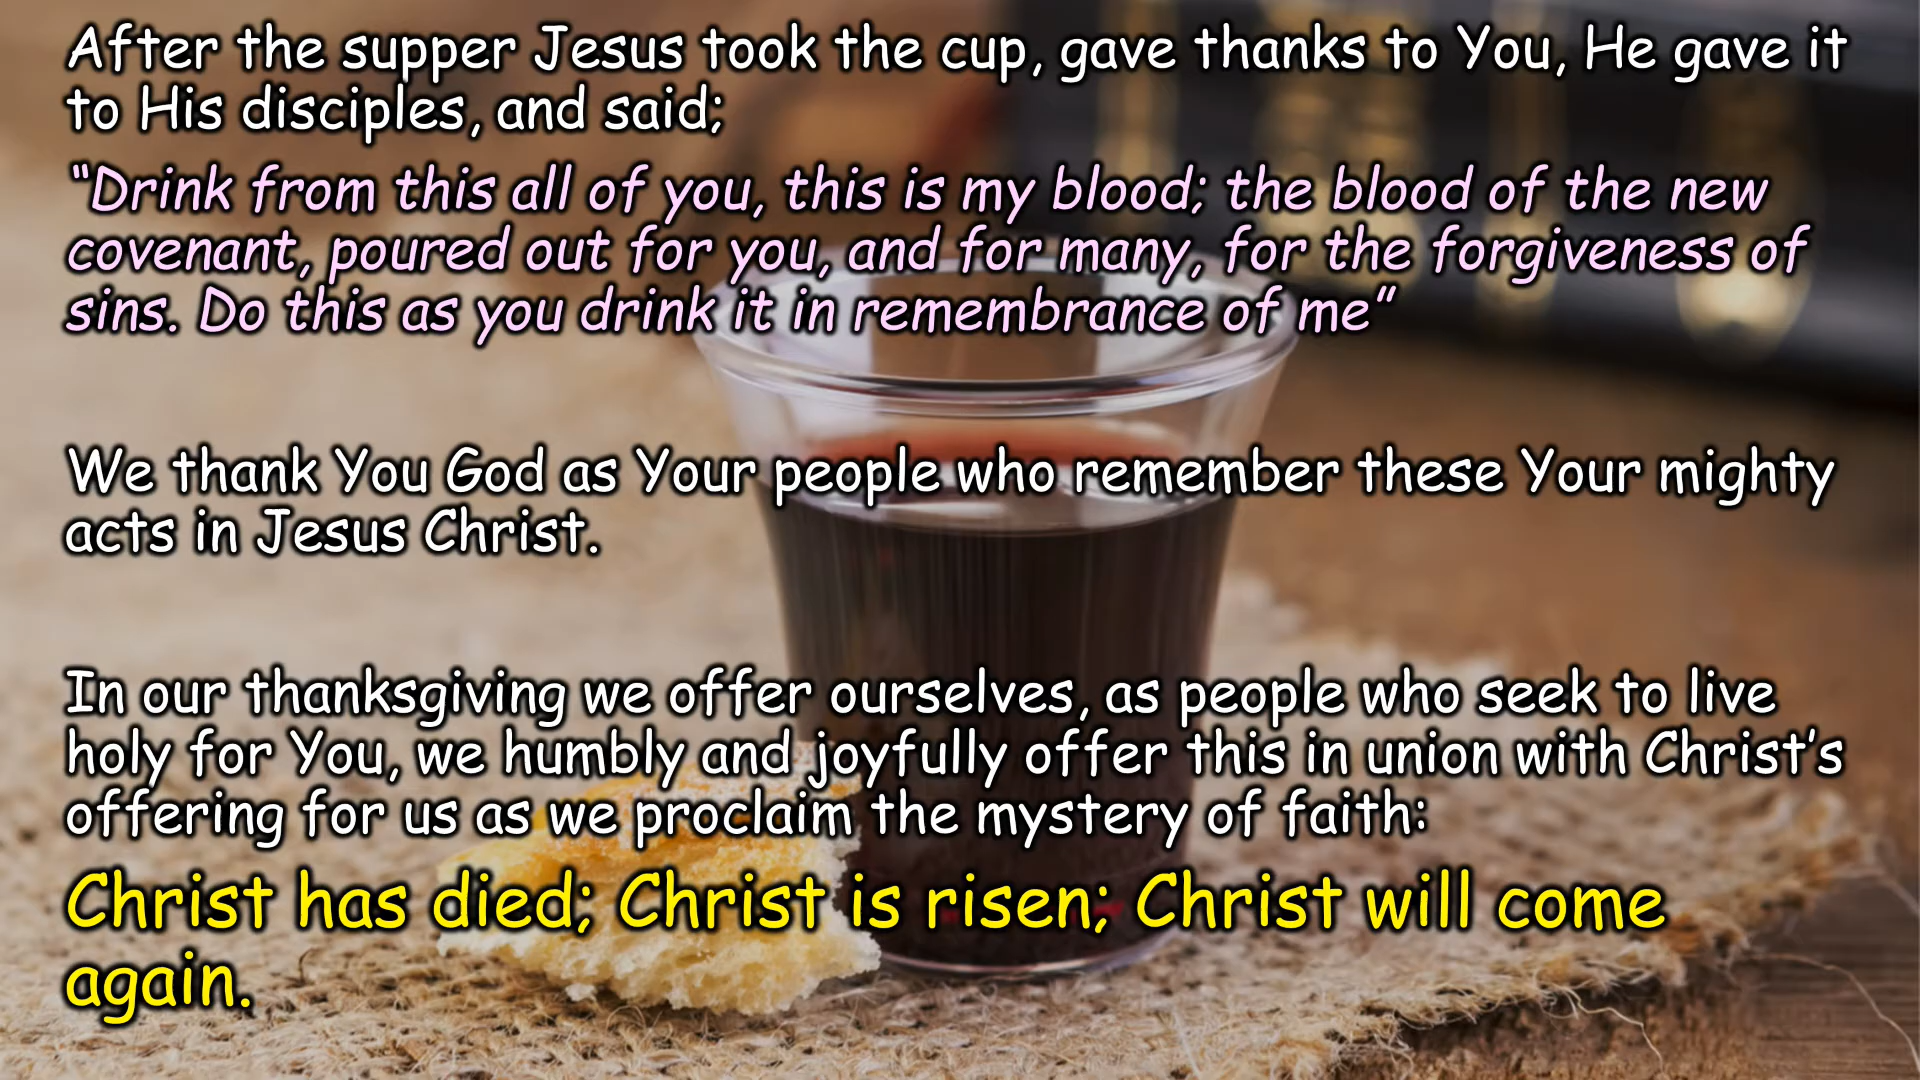 After the supper Jesus took the cup, gave thanks to You, He gave it
to His disciples, and said;
“Drink from this all of you, this is my blood; the blood of the new
covenant, poured out for you, and for many, for the forgiveness of
sins. Do this as you drink it in remembrance of me”
We thank You God as Your people who remember these Your mighty
acts in Jesus Christ.
In our thanksgiving we offer ourselves, as people who seek to live
holy for You, we humbly and joyfully offer this in union with Christ’s
offering for us as we proclaim the mystery of faith:
Christ has died; Christ is risen; Christ will come
again.